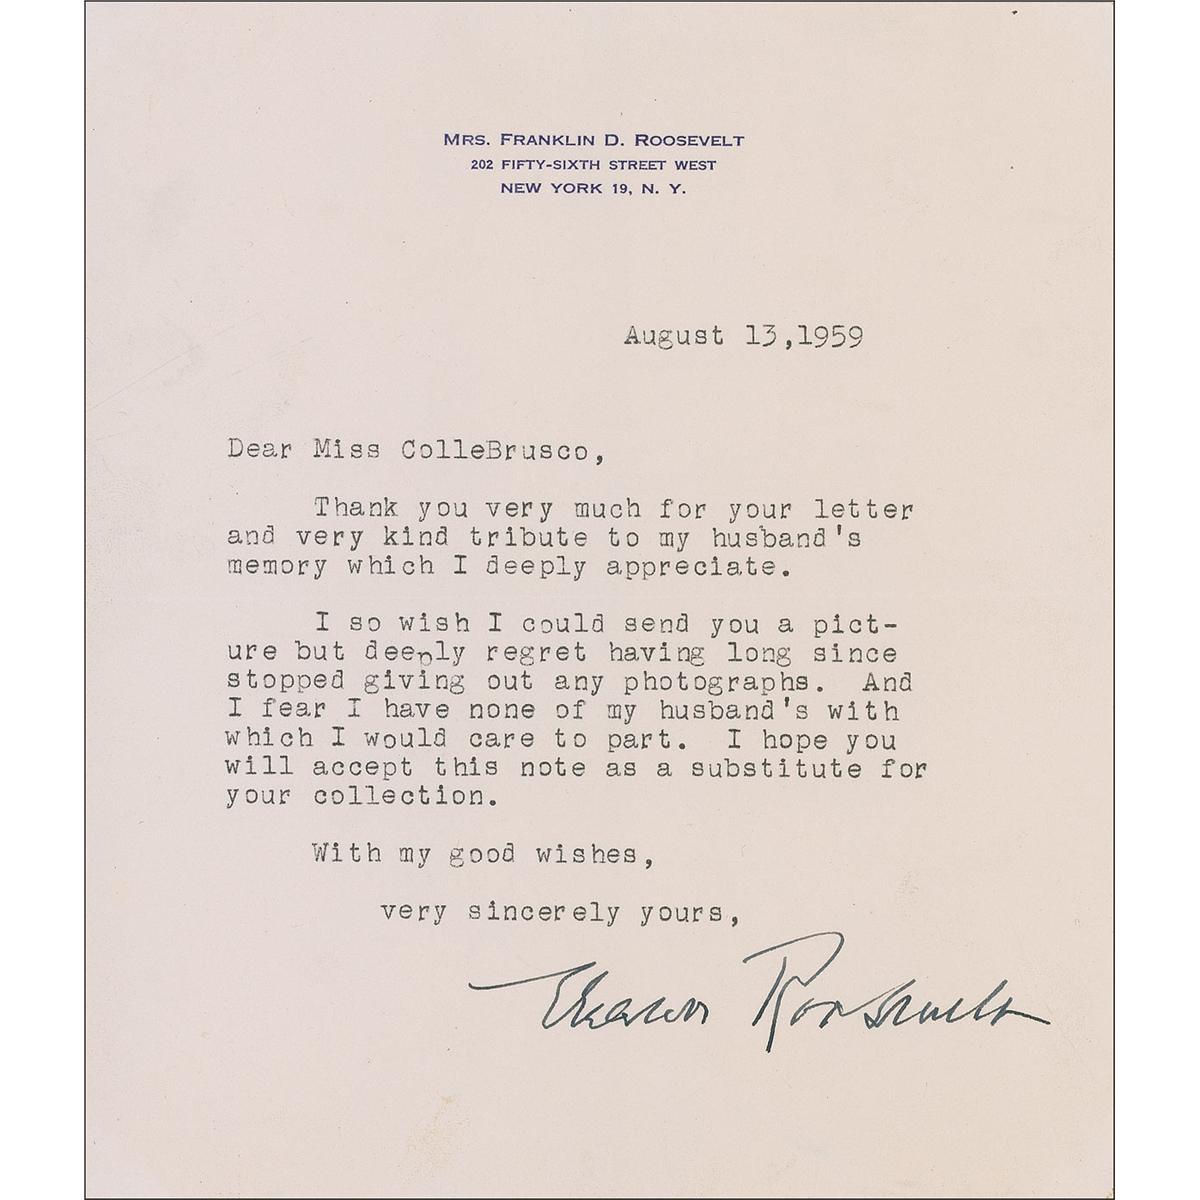 MRS. FRANKLIN D. ROOSEVELT
202 FIFTY-SIXTH STREET WEST
NEW YORK 19, N. Y.
August 13,1959
Dear Miss ColleBrusco,
Thank you very much for your letter
and very kind tribute to my husband's
memory which I deeply appreciate.
I so wish I could send you a pict-
ure but deeply regret having long since
stopped giving out any photographs. And
I fear I have none of my husband's with
which I would care to part. I hope you
will accept this note as a substitute for
your collection.
With my good wishes,
very sincerely yours,
Eleanor Roosevelt